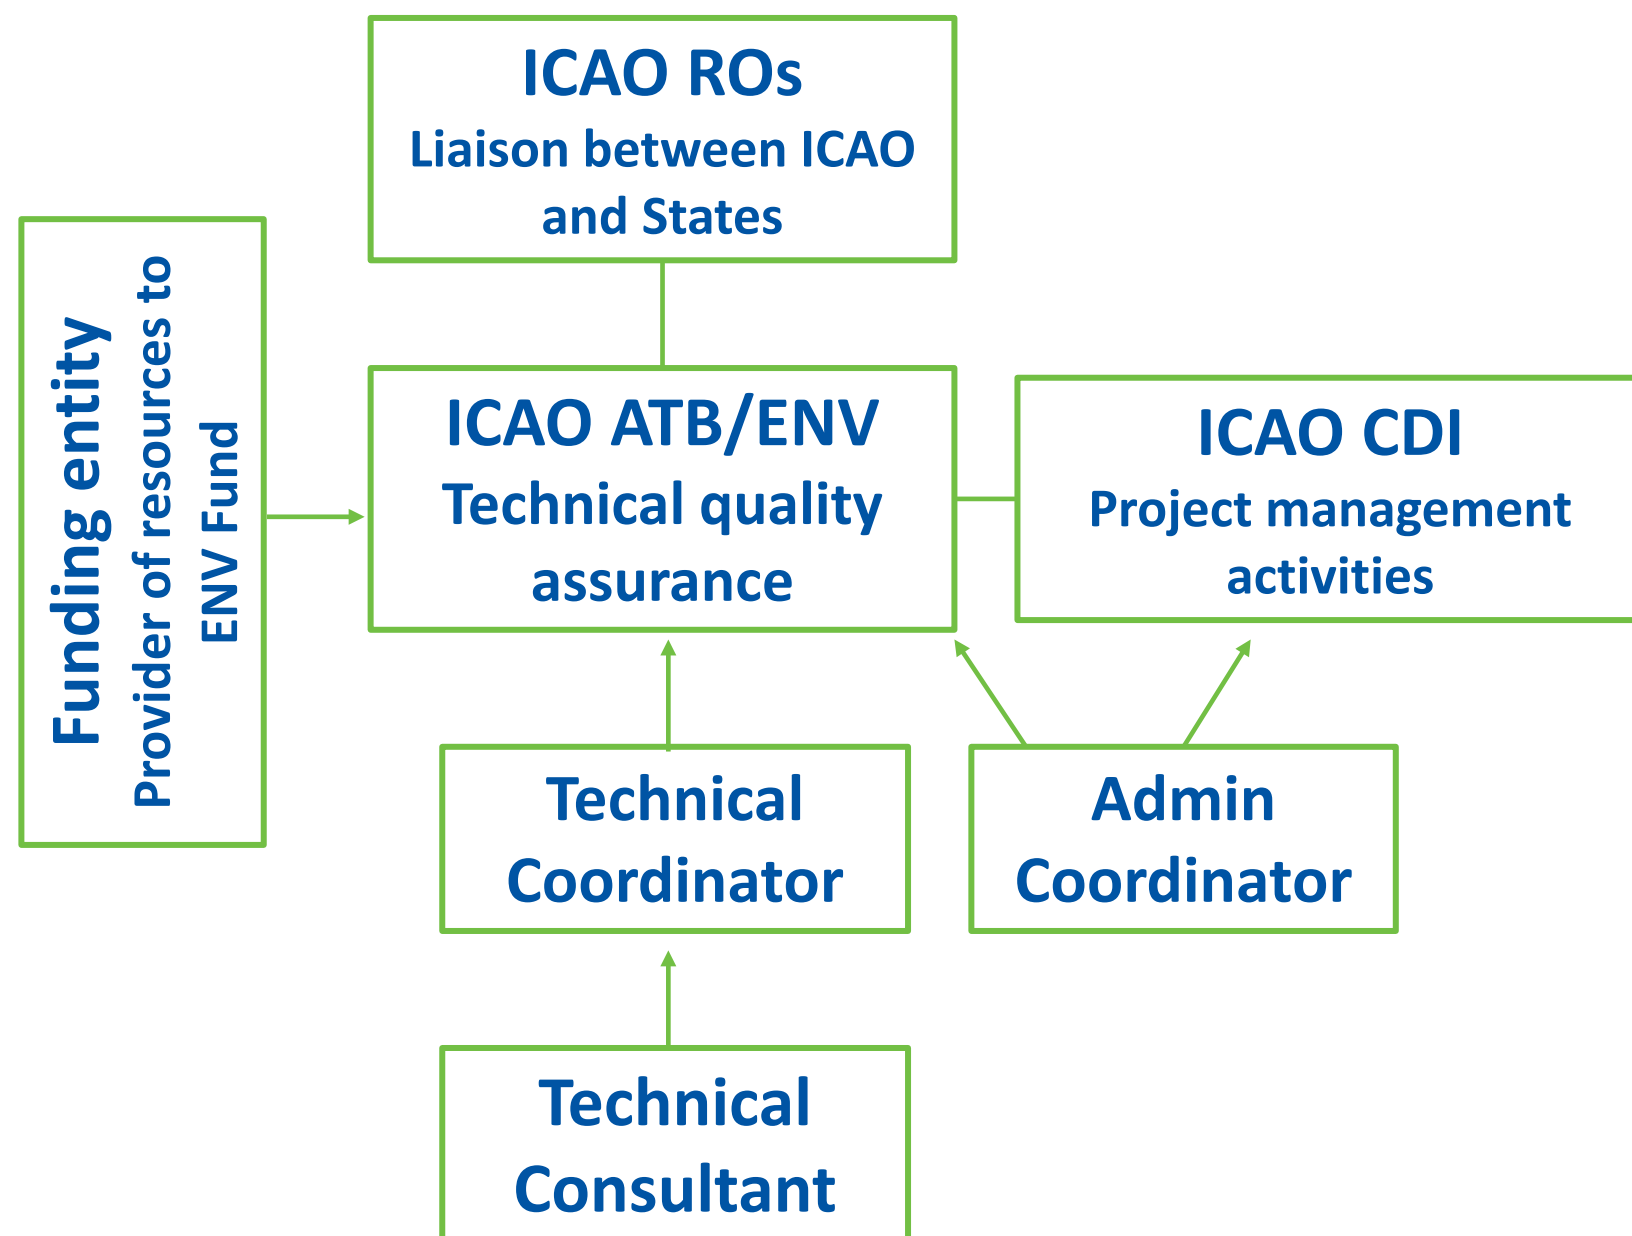 ICAO ROs
Liaison between ICAO
and States
Funding entity
Provider of resources to
ENV Fund
ICAO ATB/ENV
Technical quality
assurance
ICAO CDI
Project management
activities
Technical
Coordinator
Admin
Coordinator
Technical
Consultant